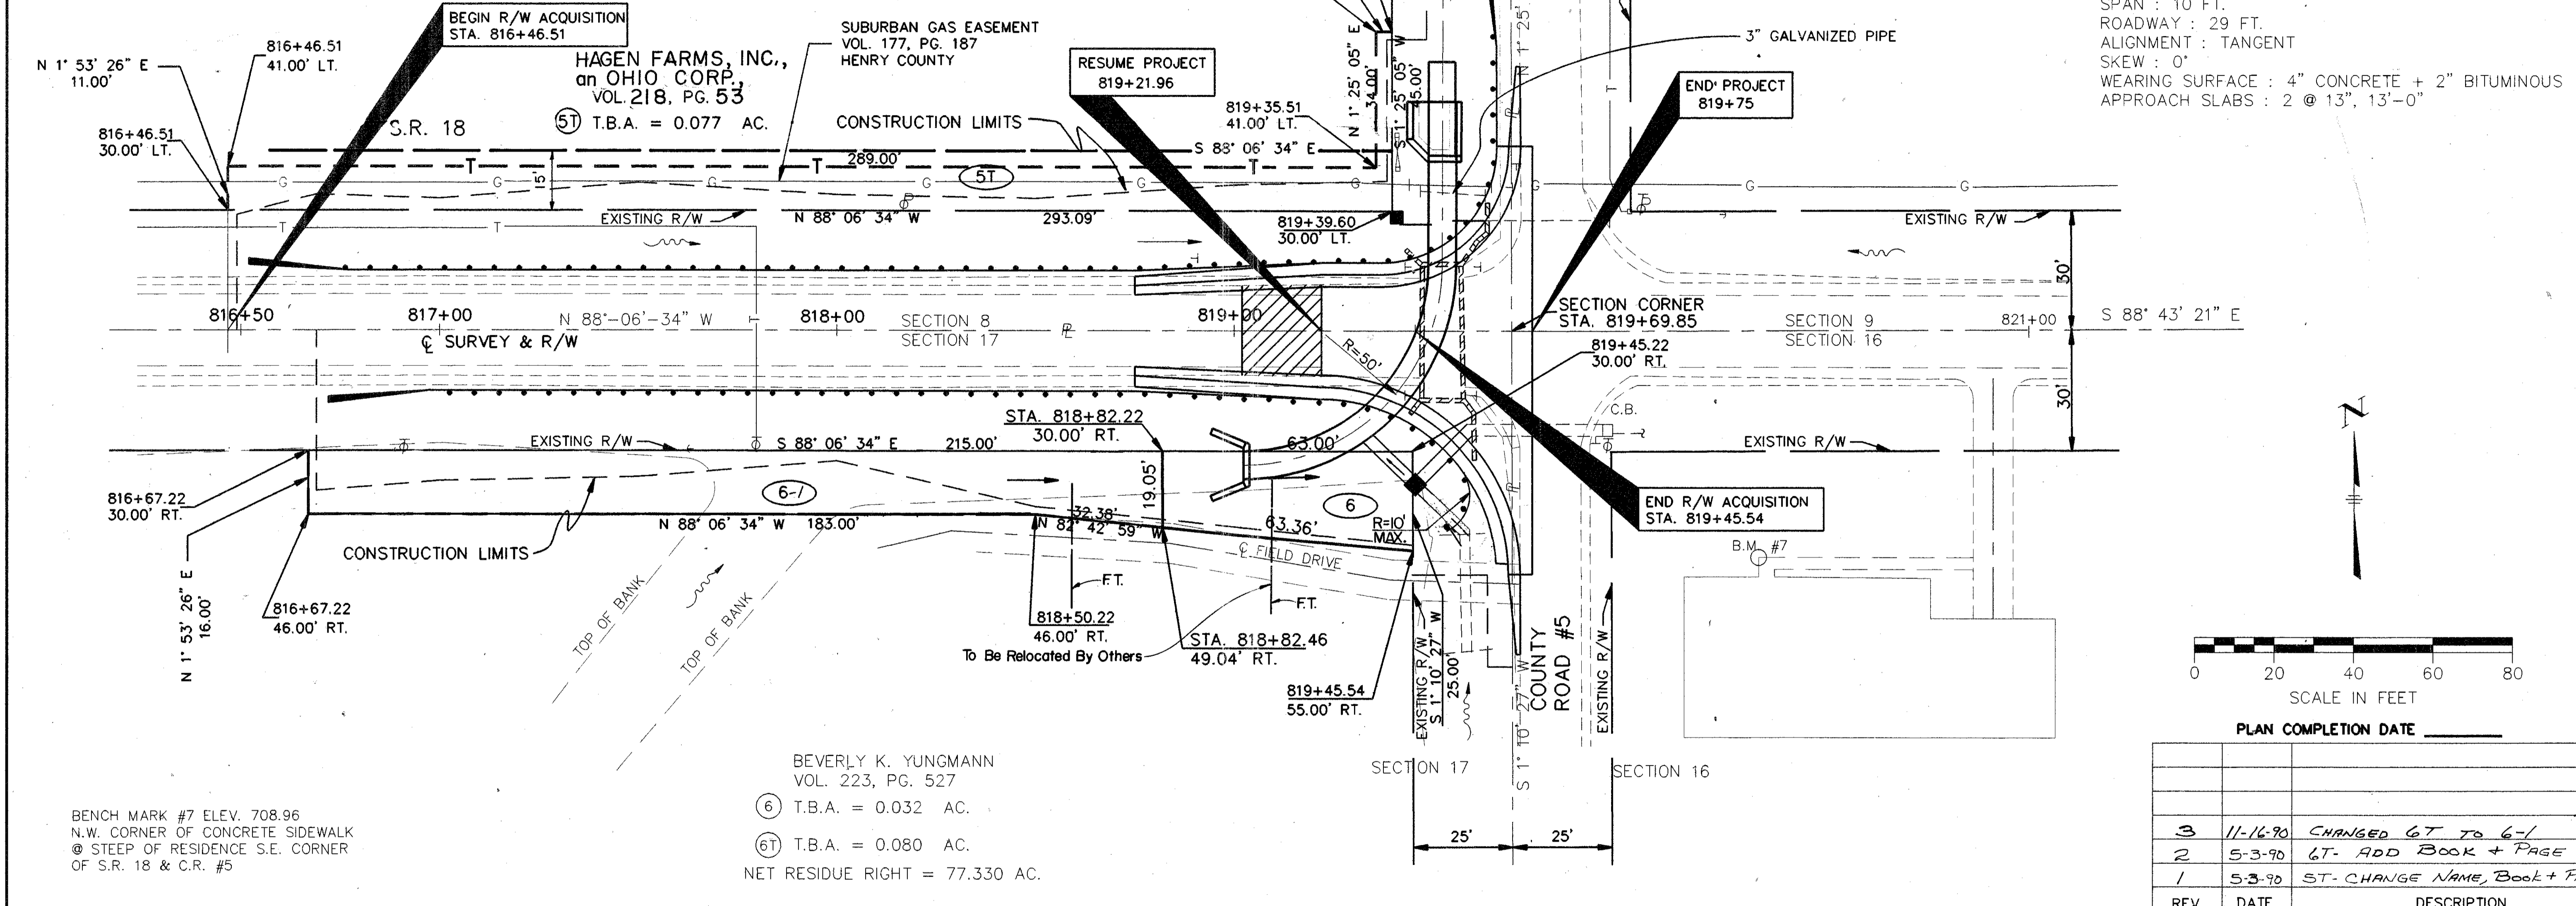 BEGIN R/W ACQUISITION
STA. 816+46.51
816+46.51
41.00' LT.
N 1° 53' 26" E
11.00'
816+46.51
30.00' LT.
S.R. 18
HAGEN FARMS, INC.,
an OHIO CORP.,
VOL. 218, PG. 53
5T T.B.A. = 0.077 AC.
SUBURBAN GAS EASEMENT
VOL. 177, PG. 187
HENRY COUNTY
CONSTRUCTION LIMITS
RESUME PROJECT
819+21.96
819+35.51
41.00' LT.
N 1° 25' 05" E
34.00'
S 1° 25' 05" W
45.00'
N 1° 25'
3" GALVANIZED PIPE
END PROJECT
819+75
SPAN : 10 FT.
ROADWAY : 29 FT.
ALIGNMENT : TANGENT
SKEW : 0°
WEARING SURFACE : 4" CONCRETE + 2" BITUMINOUS
APPROACH SLABS : 2 @ 13", 13'-0"
T
T
289.00'
T
S 88° 06' 34" E
T
T
15'
5T
G
G
G
G
G
G
G
G
G
EXISTING R/W
N 88° 06' 34" W
293.09'
819+39.60
30.00' LT.
EXISTING R/W
T
T
T
30'
816+50
817+00
N 88°-06'-34" W
818+00
SECTION 8
SECTION 17
819+00
SECTION CORNER
STA. 819+69.85
SECTION 9
SECTION 16
821+00
S 88° 43' 21" E
℄ SURVEY & R/W
R=50'
819+45.22
30.00' RT.
30'
C.B.
STA. 818+82.22
30.00' RT.
EXISTING R/W
S 88° 06' 34" E
215.00'
63.00'
EXISTING R/W
816+67.22
30.00' RT.
6-1
19.05'
6
N 88° 06' 34" W
183.00'
32.38'
N 82° 42' 59" W
63.36'
R=10'
MAX.
END R/W ACQUISITION
STA. 819+45.54
N
CONSTRUCTION LIMITS
℄ FIELD DRIVE
B.M. #7
N 1° 53' 26" E
16.00'
816+67.22
46.00' RT.
TOP OF BANK
TOP OF BANK
F.T.
F.T.
818+50.22
46.00' RT.
To Be Relocated By Others
STA. 818+82.46
49.04' RT.
819+45.54
55.00' RT.
EXISTING R/W
S 1° 10' 27" W
25.00'
S 1° 10' 27" W
COUNTY
ROAD #5
EXISTING R/W
0 20 40 60 80
SCALE IN FEET
PLAN COMPLETION DATE
SECTION 17
SECTION 16
25'
25'
BEVERLY K. YUNGMANN
VOL. 223, PG. 527
6 T.B.A. = 0.032 AC.
6T T.B.A. = 0.080 AC.
NET RESIDUE RIGHT = 77.330 AC.
BENCH MARK #7 ELEV. 708.96
N.W. CORNER OF CONCRETE SIDEWALK
@ STEEP OF RESIDENCE S.E. CORNER
OF S.R. 18 & C.R. #5
3 11-16-90 CHANGED 6T TO 6-1
2 5-3-90 6T- ADD BOOK + PAGE
1 5-3-90 5T- CHANGE NAME, BOOK +
REV. DATE DESCRIPTION